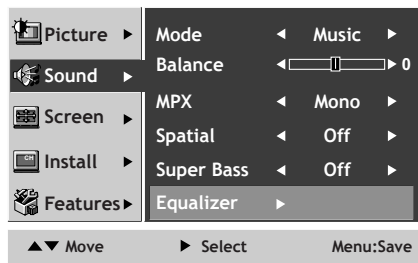 Picture
Sound
Screen
Install
Features
Mode ◀ Music ▶
Balance ◀ ▶ 0
MPX ◀ Mono ▶
Spatial ◀ Off ▶
Super Bass ◀ Off ▶
Equalizer ▶
CH
▲▼ Move ▶ Select Menu:Save